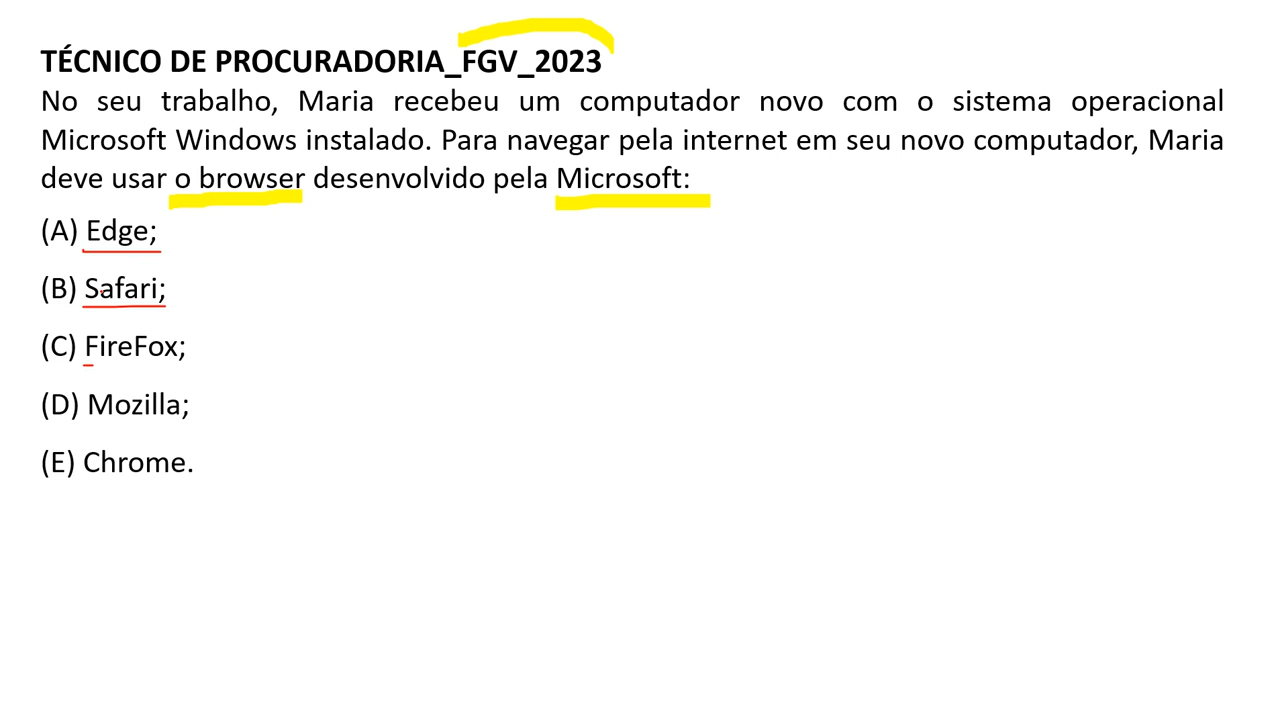 TÉCNICO DE PROCURADORIA_FGV_2023
No seu trabalho, Maria recebeu um computador novo com o sistema operacional
Microsoft Windows instalado. Para navegar pela internet em seu novo computador, Maria
deve usar o browser desenvolvido pela Microsoft:
(A) Edge;
(B) Safari;
(C) FireFox;
(D) Mozilla;
(E) Chrome.